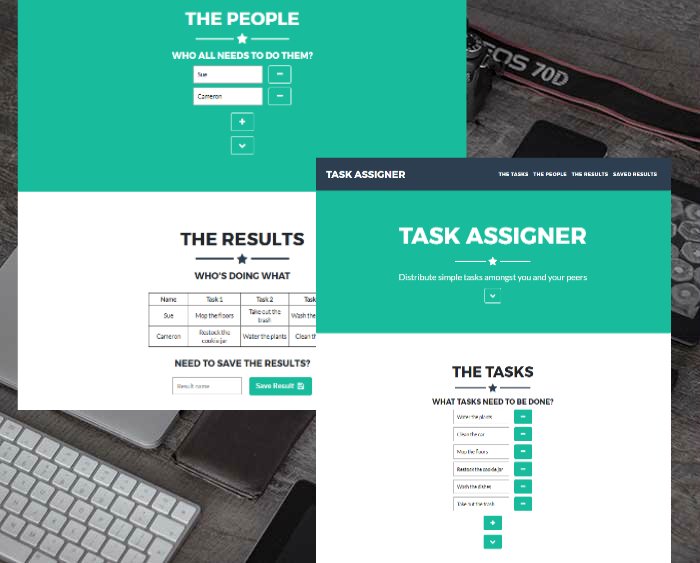 THE PEOPLE
WHO ALL NEEDS TO DO THEM?
Sue
Cameron
EOS 70D
THE RESULTS
WHO'S DOING WHAT
Name Task 1 Task 2 Task
Sue Mop the floors Take out the trash Wash the
Cameron Restock the cookie jar Water the plants Clean th
NEED TO SAVE THE RESULTS?
Result name Save Result
TASK ASSIGNER THE TASKS THE PEOPLE THE RESULTS SAVED RESULTS
TASK ASSIGNER
Distribute simple tasks amongst you and your peers
THE TASKS
WHAT TASKS NEED TO BE DONE?
Water the plants
Clean the car
Mop the floors
Restock the cookie jar
Wash the dishes
Take out the trash